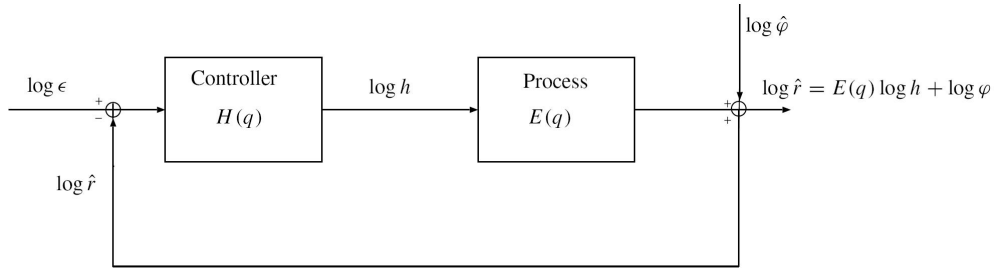 log φ̂
log ϵ
Controller
log h
Process
log r̂ = E(q) log h + log φ
+
−
H(q)
E(q)
+
+
log r̂